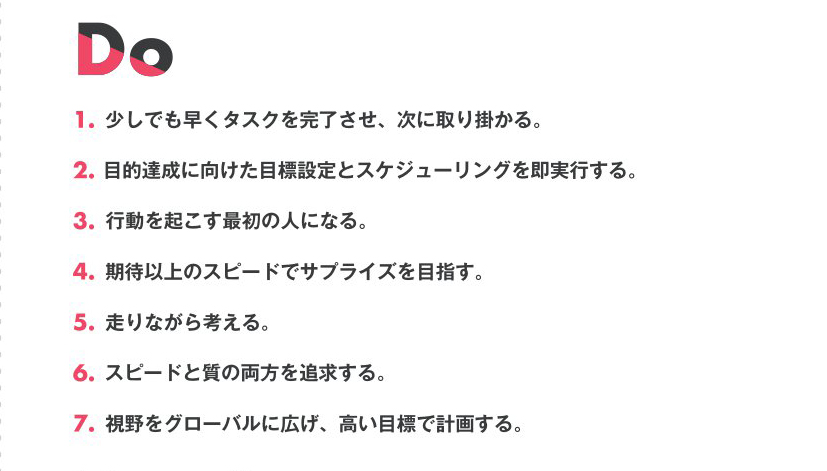 Do
1. 少しでも早くタスクを完了させ、次に取り掛かる。
2. 目的達成に向けた目標設定とスケジューリングを即実行する。
3. 行動を起こす最初の人になる。
4. 期待以上のスピードでサプライズを目指す。
5. 走りながら考える。
6. スピードと質の両方を追求する。
7. 視野をグローバルに広げ、高い目標で計画する。